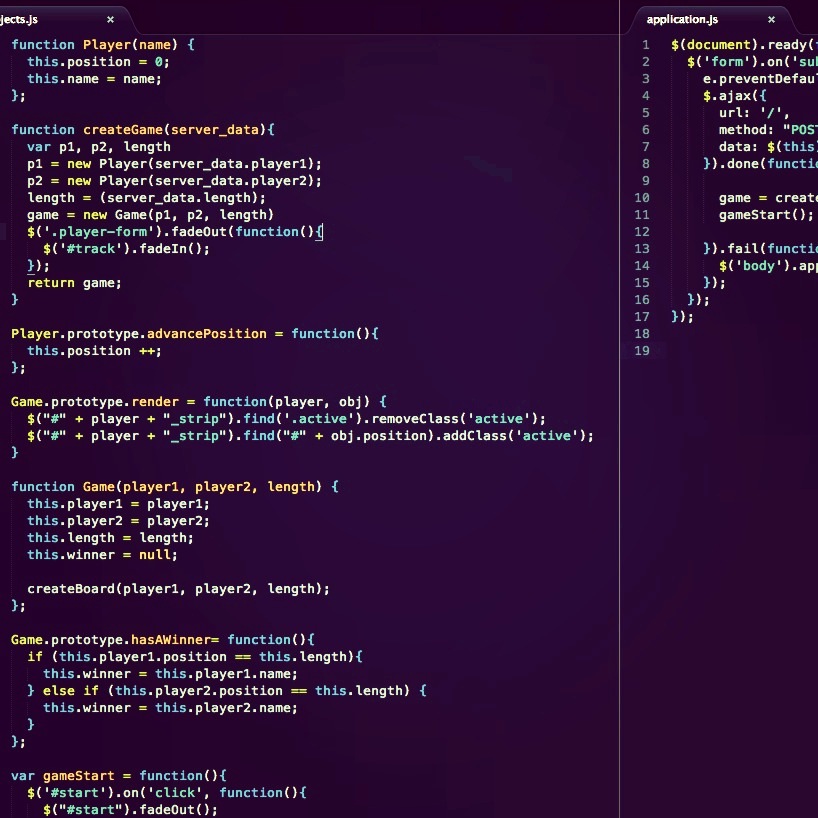 jects.js ×
function Player(name) {
this.position = 0;
this.name = name;
};
function createGame(server_data){
var p1, p2, length
p1 = new Player(server_data.player1);
p2 = new Player(server_data.player2);
length = (server_data.length);
game = new Game(p1, p2, length)
$('.player-form').fadeOut(function(){
$('#track').fadeIn();
});
return game;
}
Player.prototype.advancePosition = function(){
this.position ++;
};
Game.prototype.render = function(player, obj) {
$("#" + player + "_strip").find('.active').removeClass('active');
$("#" + player + "_strip").find("#" + obj.position).addClass('active');
}
function Game(player1, player2, length) {
this.player1 = player1;
this.player2 = player2;
this.length = length;
this.winner = null;
createBoard(player1, player2, length);
};
Game.prototype.hasAWinner= function(){
if (this.player1.position == this.length){
this.winner = this.player1.name;
} else if (this.player2.position == this.length) {
this.winner = this.player2.name;
}
};
var gameStart = function(){
$('#start').on('click', function(){
$("#start").fadeOut();
application.js ×
1 $(document).ready(f
2 $('form').on('sub
3 e.preventDefau
4 $.ajax({
5 url: '/',
6 method: "POS
7 data: $(this)
8 }).done(functio
9
10 game = create
11 gameStart();
12
13 }).fail(functio
14 $('body').app
15 });
16 });
17 });
18
19